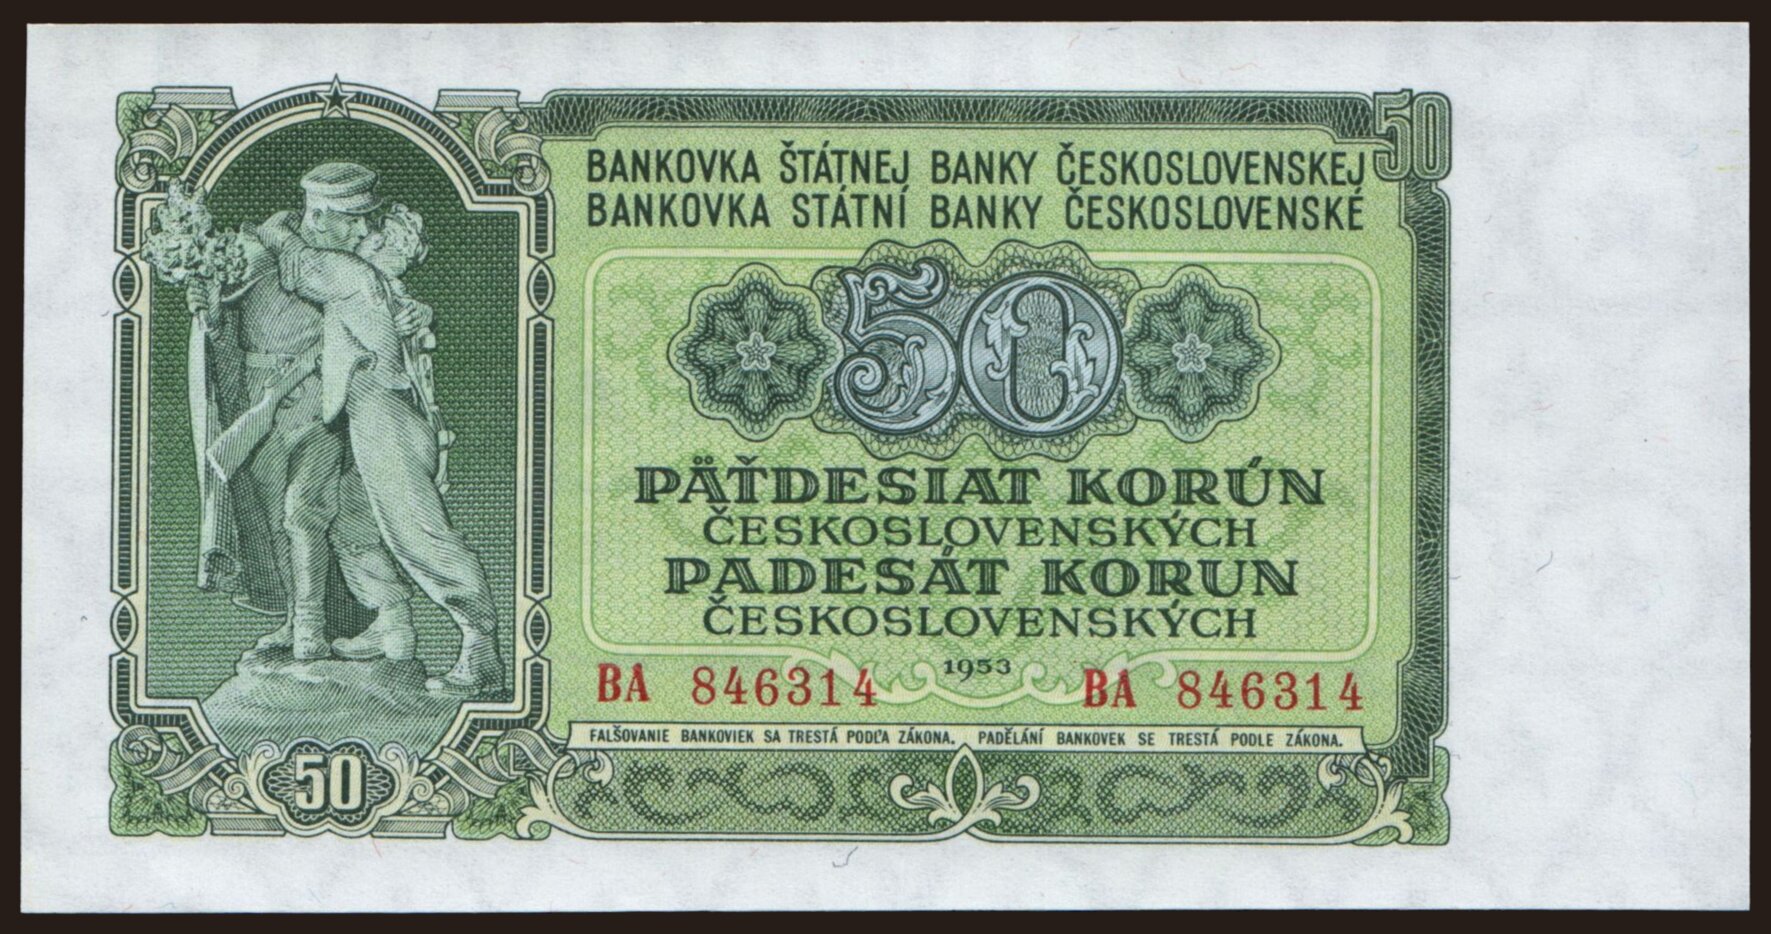 50
BANKOVKA ŠTÁTNEJ BANKY ČESKOSLOVENSKEJ
BANKOVKA STÁTNÍ BANKY ČESKOSLOVENSKÉ
50
PÄŤDESIAT KORÚN
ČESKOSLOVENSKÝCH
PADESÁT KORUN
ČESKOSLOVENSKÝCH
1953
BA 846314 BA 846314
FALŠOVANIE BANKOVIEK SA TRESTÁ PODĽA ZÁKONA. PADĚLÁNÍ BANKOVEK SE TRESTÁ PODLE ZÁKONA.
50